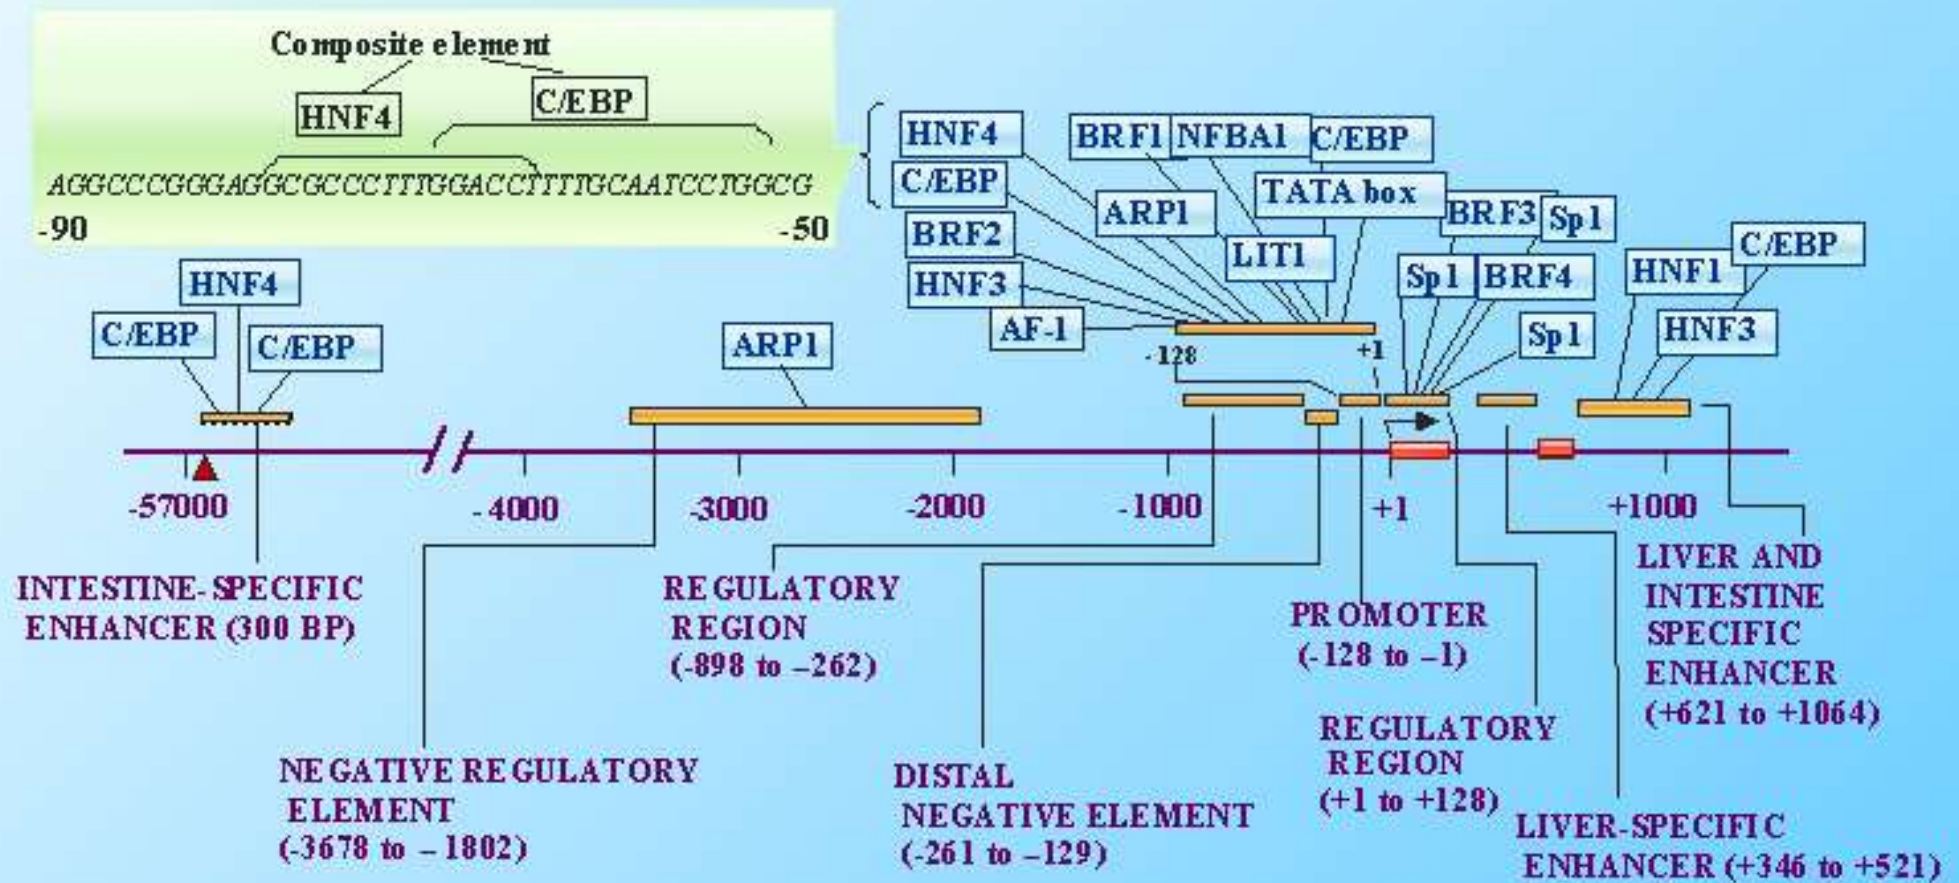 Composite element
HNF4
C/EBP
AGGCCCGGGAGGCGCCCTTTGGACCTTTTGCAATCCTGGCG
-90
-50
HNF4
C/EBP
BRF2
HNF3
AF-1
BRF1
NFBA1
C/EBP
ARP1
TATA box
LIT1
BRF3
Sp1
Sp1
BRF4
Sp1
HNF1
C/EBP
HNF3
HNF4
C/EBP
C/EBP
ARP1
-128
+1
-57000
-4000
-3000
-2000
-1000
+1
+1000
INTESTINE-SPECIFIC
ENHANCER (300 BP)
NEGATIVE REGULATORY
ELEMENT
(-3678 to –1802)
REGULATORY
REGION
(-898 to –262)
DISTAL
NEGATIVE ELEMENT
(-261 to –129)
PROMOTER
(-128 to –1)
REGULATORY
REGION
(+1 to +128)
LIVER-SPECIFIC
ENHANCER (+346 to +521)
LIVER AND
INTESTINE
SPECIFIC
ENHANCER
(+621 to +1064)